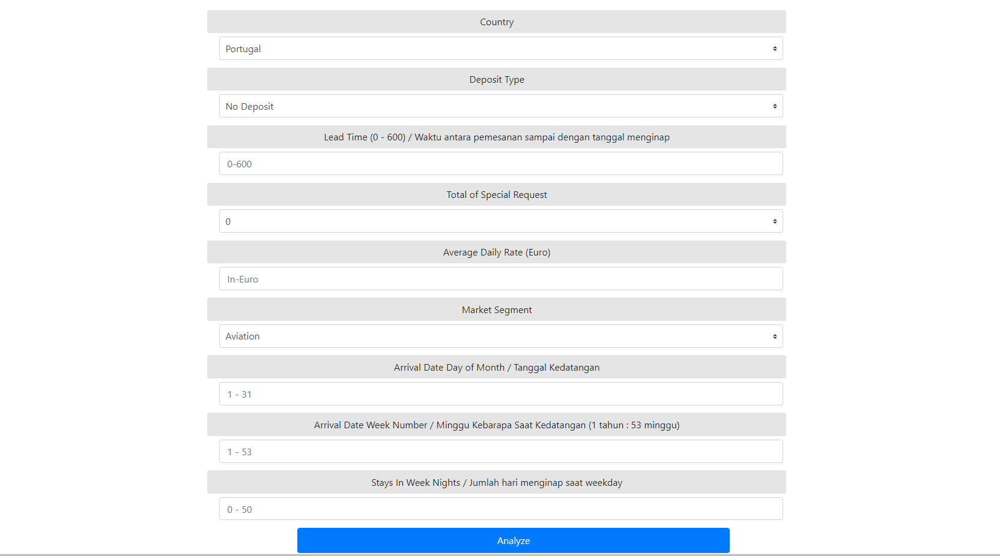 Country
Portugal
Deposit Type
No Deposit
Lead Time (0 - 600) / Waktu antara pemesanan sampai dengan tanggal menginap
0-600
Total of Special Request
0
Average Daily Rate (Euro)
In-Euro
Market Segment
Aviation
Arrival Date Day of Month / Tanggal Kedatangan
1 - 31
Arrival Date Week Number / Minggu Kebarapa Saat Kedatangan (1 tahun : 53 minggu)
1 - 53
Stays In Week Nights / Jumlah hari menginap saat weekday
0 - 50
Analyze